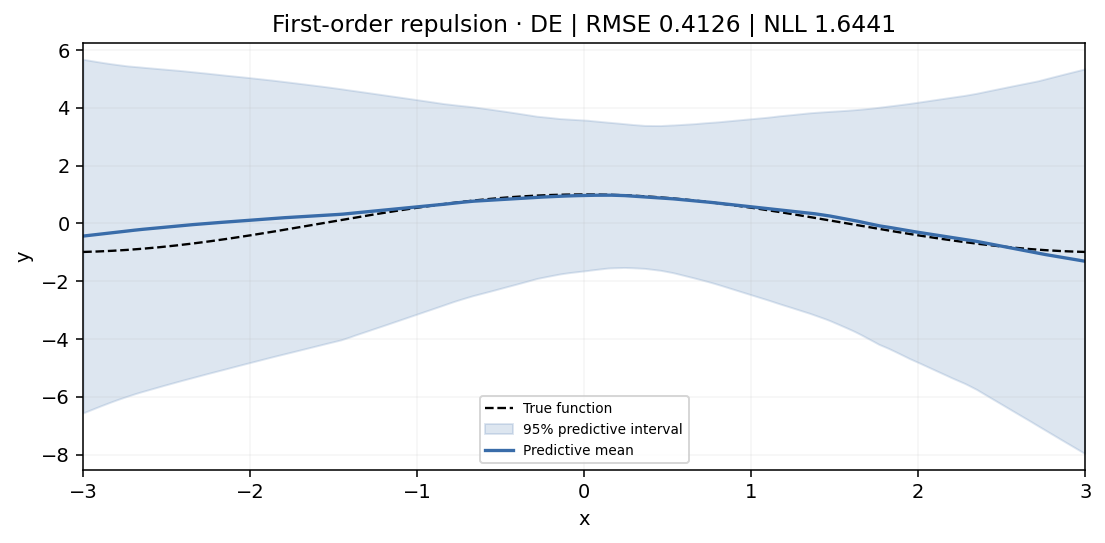 First-order repulsion · DE | RMSE 0.4126 | NLL 1.6441
6
4
2
0
−2
−4
−6
−8
y
True function
95% predictive interval
Predictive mean
−3
−2
−1
0
1
2
3
x